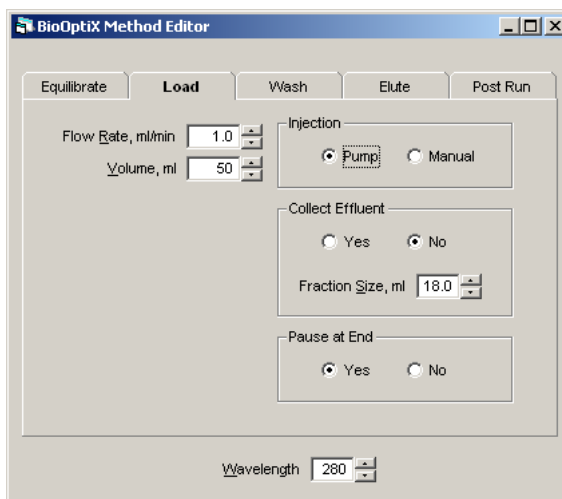 BioOptiX Method Editor
Equilibrate Load Wash Elute Post Run
Flow Rate, ml/min 1.0
Volume, ml 50
Injection
Pump Manual
Collect Effluent
Yes No
Fraction Size, ml 18.0
Pause at End
Yes No
Wavelength 280